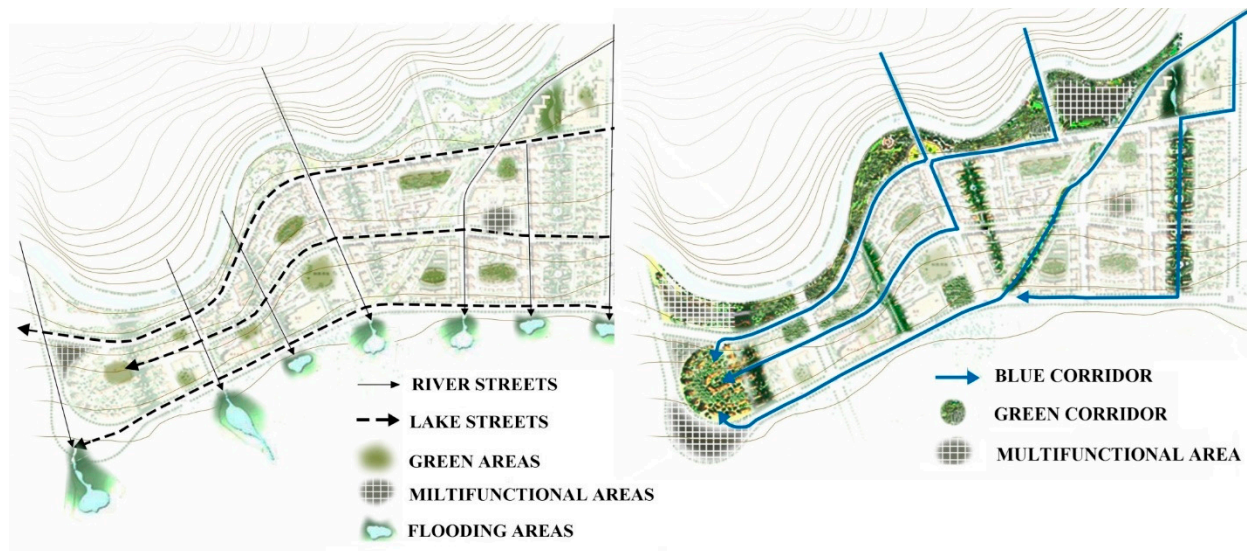 RIVER STREETS
LAKE STREETS
GREEN AREAS
MILTIFUNCTIONAL AREAS
FLOODING AREAS
BLUE CORRIDOR
GREEN CORRIDOR
MULTIFUNCTIONAL AREA